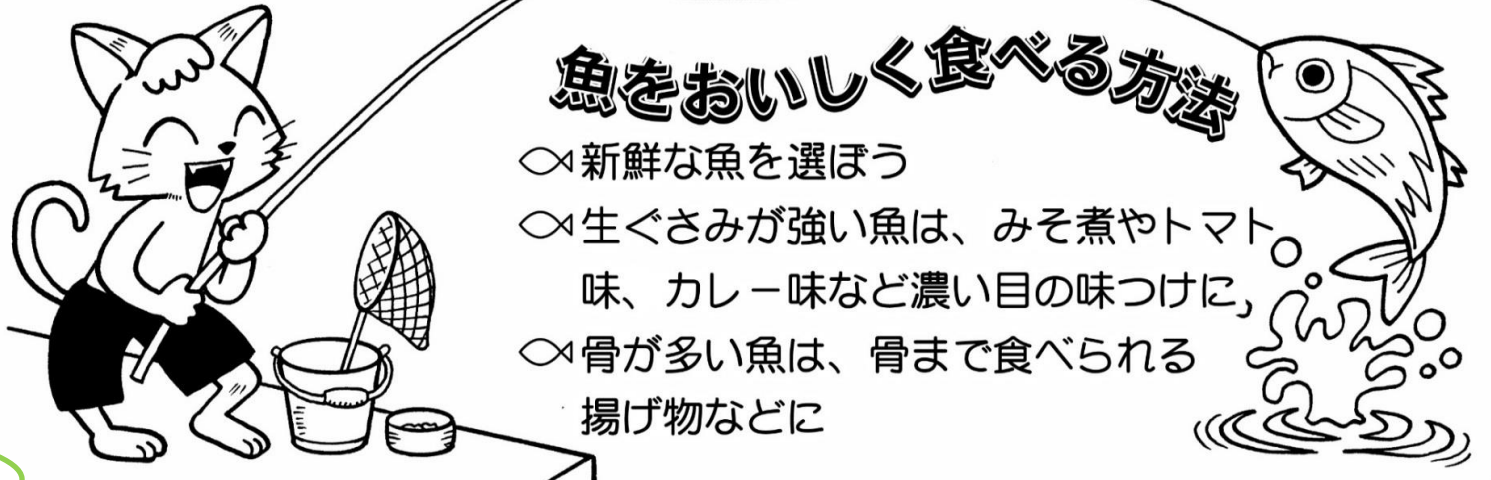 魚をおいしく食べる方法
新鮮な魚を選ぼう
生ぐさみが強い魚は、みそ煮やトマト
味、カレー味など濃い目の味つけに、
骨が多い魚は、骨まで食べられる
揚げ物などに